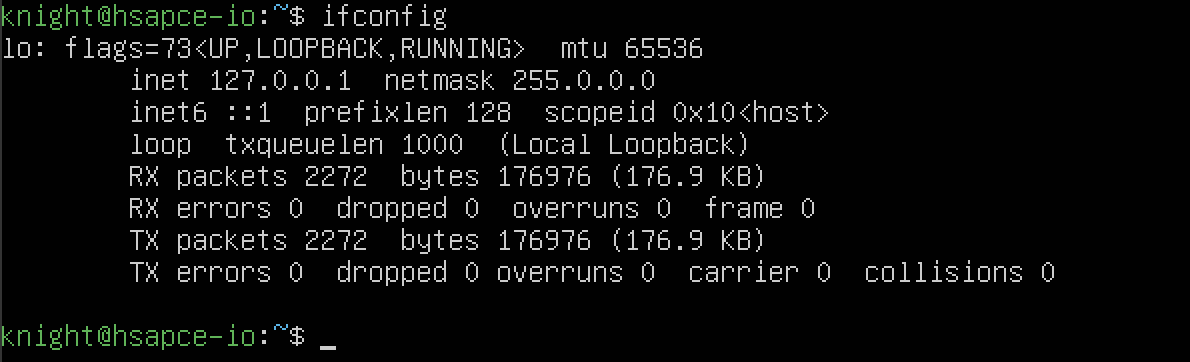 knight@hsapce-io:~$ ifconfig
lo: flags=73<UP,LOOPBACK,RUNNING>  mtu 65536
        inet 127.0.0.1  netmask 255.0.0.0
        inet6 ::1  prefixlen 128  scopeid 0x10<host>
        loop  txqueuelen 1000  (Local Loopback)
        RX packets 2272  bytes 176976 (176.9 KB)
        RX errors 0  dropped 0  overruns 0  frame 0
        TX packets 2272  bytes 176976 (176.9 KB)
        TX errors 0  dropped 0 overruns 0  carrier 0  collisions 0
knight@hsapce-io:~$ _